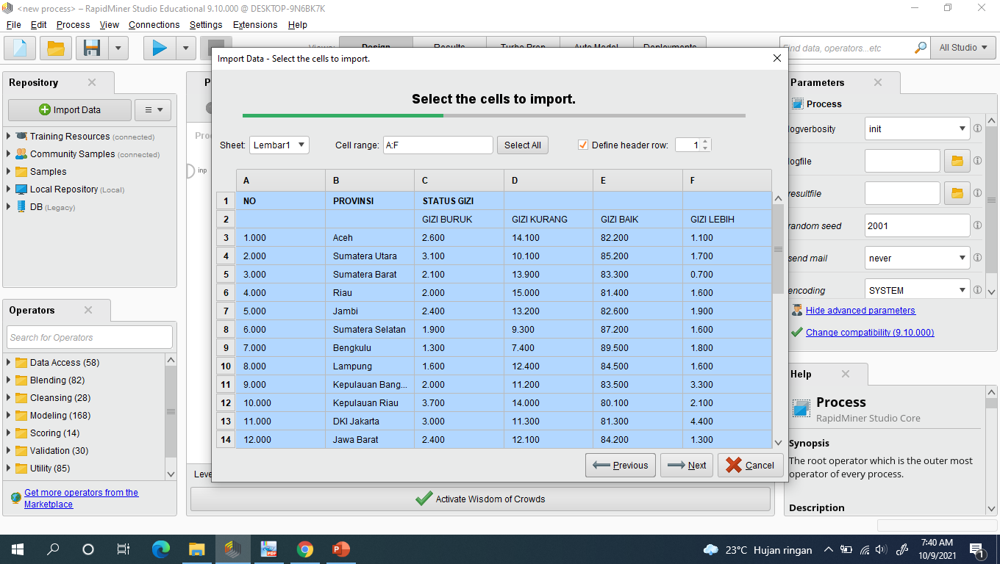 <new process> – RapidMiner Studio Educational 9.10.000 @ DESKTOP-9N6BK7K
File Edit Process View Connections Settings Extensions Help
Views: Design Results Turbo Prep Auto Model Deployments
Find data, operators...etc All Studio
Repository
Import Data
Training Resources (connected)
Community Samples (connected)
Samples
Local Repository (Local)
DB (Legacy)
Operators
Search for Operators
Data Access (58)
Blending (82)
Cleansing (28)
Modeling (168)
Scoring (14)
Validation (30)
Utility (85)
Get more operators from the
Marketplace
P
Proc
inp
Leve
Import Data - Select the cells to import.
Select the cells to import.
Sheet: Lembar1 Cell range: A:F Select All Define header row: 1
A B C D E F
1 NO PROVINSI STATUS GIZI
2 GIZI BURUK GIZI KURANG GIZI BAIK GIZI LEBIH
3 1.000 Aceh 2.600 14.100 82.200 1.100
4 2.000 Sumatera Utara 3.100 10.100 85.200 1.700
5 3.000 Sumatera Barat 2.100 13.900 83.300 0.700
6 4.000 Riau 2.000 15.000 81.400 1.600
7 5.000 Jambi 2.400 13.200 82.600 1.900
8 6.000 Sumatera Selatan 1.900 9.300 87.200 1.600
9 7.000 Bengkulu 1.300 7.400 89.500 1.800
10 8.000 Lampung 1.600 12.400 84.500 1.600
11 9.000 Kepulauan Bang... 2.000 11.200 83.500 3.300
12 10.000 Kepulauan Riau 3.700 14.000 80.100 2.100
13 11.000 DKI Jakarta 3.000 11.300 81.300 4.400
14 12.000 Jawa Barat 2.400 12.100 84.200 1.300
Previous Next Cancel
Activate Wisdom of Crowds
Parameters
Process
logverbosity init
logfile
resultfile
random seed 2001
send mail never
encoding SYSTEM
Hide advanced parameters
Change compatibility (9.10.000)
Help
Process
RapidMiner Studio Core
Synopsis
The root operator which is the outer most
operator of every process.
Description
23°C Hujan ringan
7:40 AM
10/9/2021
1